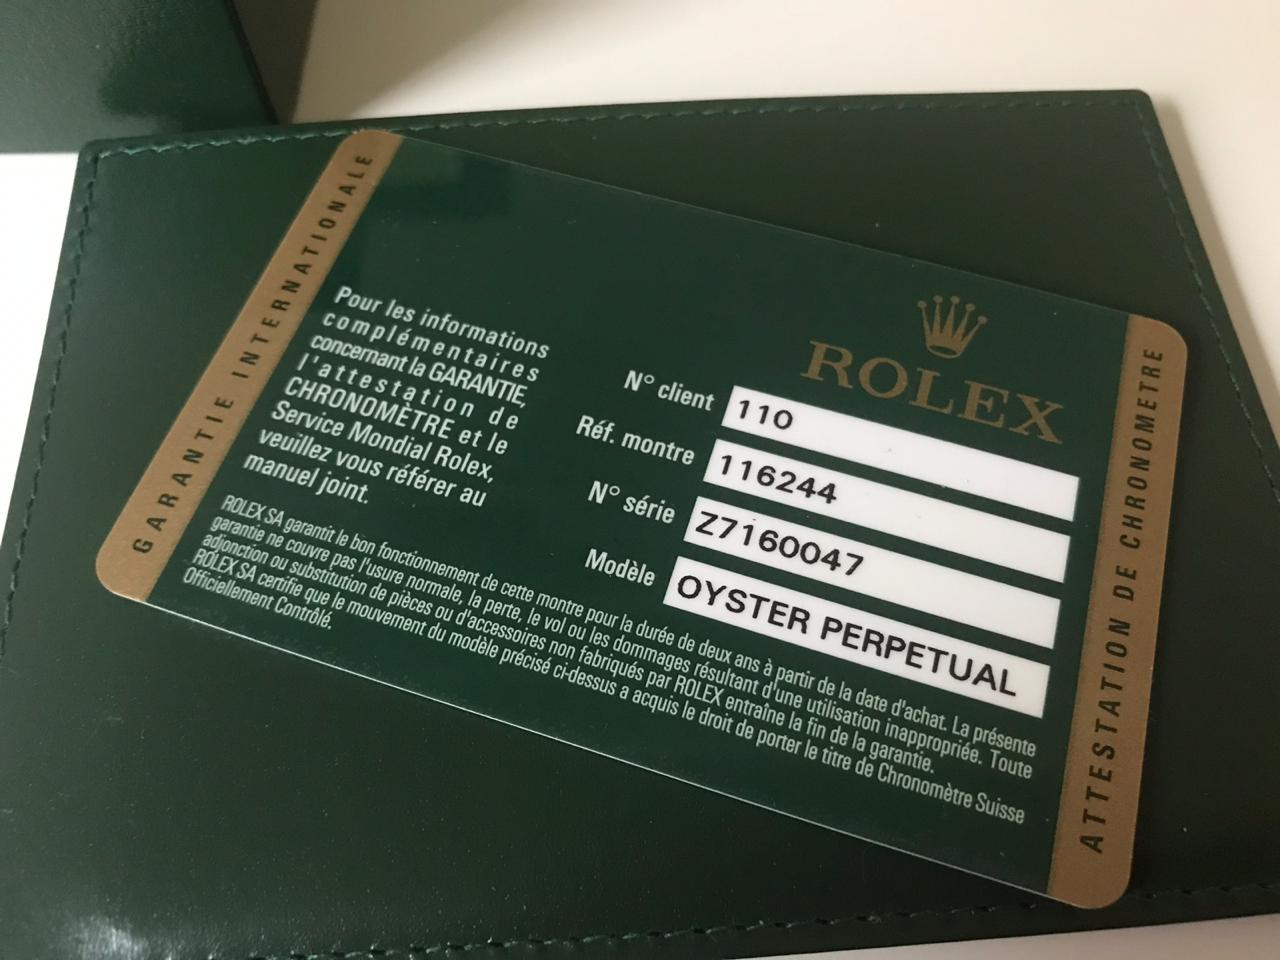 GARANTIE INTERNATIONALE
Pour les informations
complémentaires
concernant la GARANTIE,
l'attestation de
CHRONOMÈTRE et le
Service Mondial Rolex,
veuillez vous référer au
manuel joint.
ROLEX
N° client 110
Réf. montre 116244
N° série Z7160047
Modèle OYSTER PERPETUAL
ROLEX SA garantit le bon fonctionnement de cette montre pour la durée de deux ans à partir de la date d'achat. La présente
garantie ne couvre pas l'usure normale, la perte, le vol ou les dommages résultant d'une utilisation inappropriée. Toute
adjonction ou substitution de pièces ou d'accessoires non fabriqués par ROLEX entraîne la fin de la garantie.
ROLEX SA certifie que le mouvement du modèle précisé ci-dessus a acquis le droit de porter le titre de Chronomètre Suisse
Officiellement Contrôlé.
ATTESTATION DE CHRONOMETRE